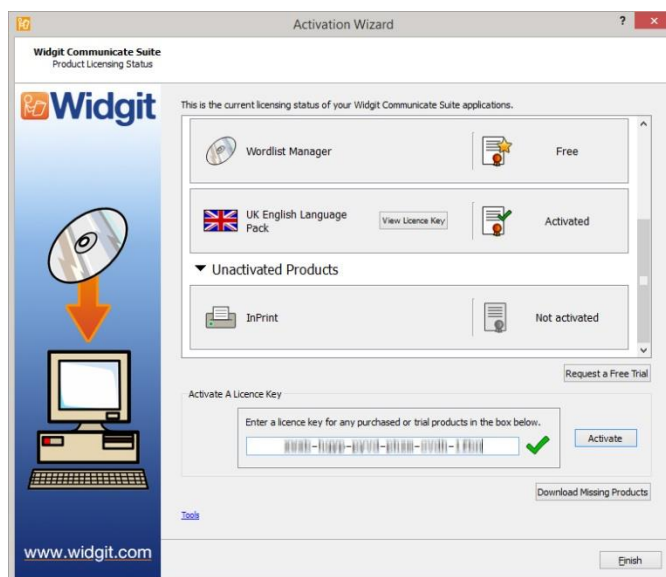 Activation Wizard
?
Widgit Communicate Suite
Product Licensing Status
Widgit
This is the current licensing status of your Widgit Communicate Suite applications.
Wordlist Manager
Free
UK English Language
Pack
View Licence Key
Activated
Unactivated Products
InPrint
Not activated
Request a Free Trial
Activate A Licence Key
Enter a licence key for any purchased or trial products in the box below.
Activate
Download Missing Products
Tools
www.widgit.com
Finish